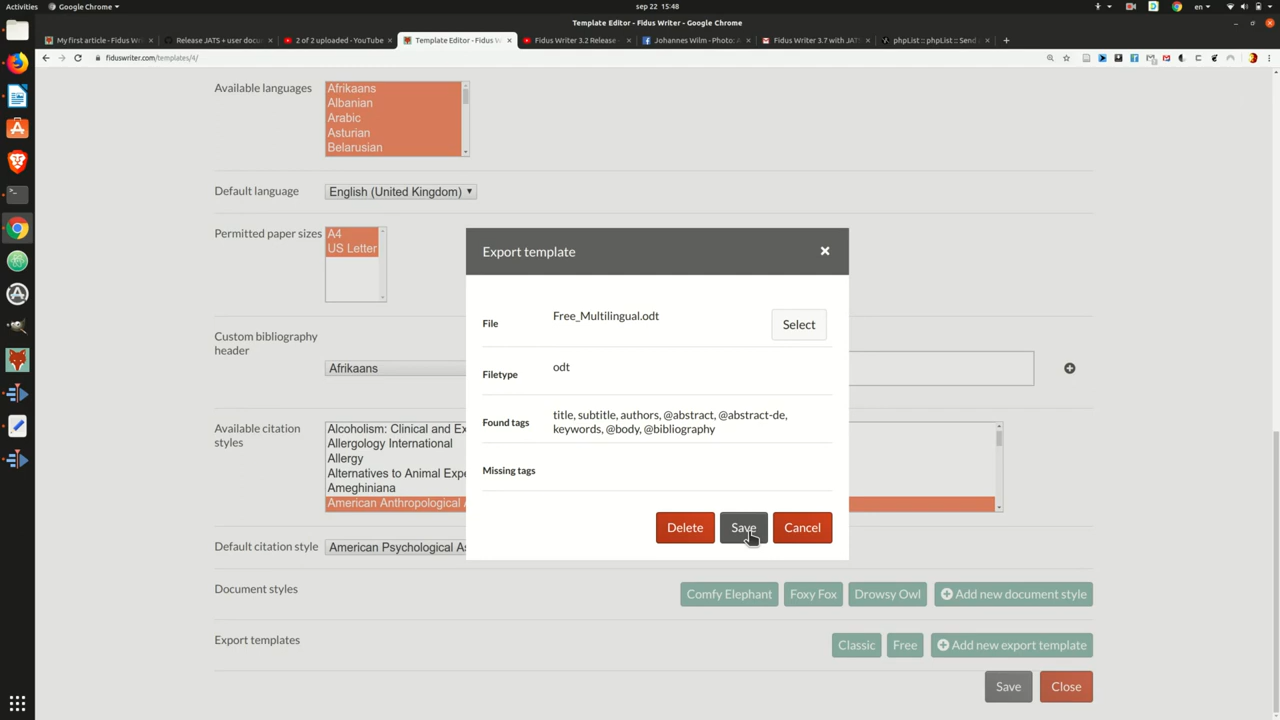 Activities
Google Chrome
sep 22 15:48
en
Template Editor - Fidus Writer - Google Chrome
My first article - Fidus Wr
Release JATS + user docu
2 of 2 uploaded - YouTube
Template Editor - Fidus W
Fidus Writer 3.2 Release -
Johannes Wilm - Photo: A
Fidus Writer 3.7 with JAT
phpList :: phpList :: Send
fiduswriter.com/templates/4/
Available languages
Afrikaans
Albanian
Arabic
Asturian
Belarusian
Default language
English (United Kingdom)
Permitted paper sizes
A4
US Letter
Export template
File
Free_Multilingual.odt
Select
Custom bibliography
header
Afrikaans
Filetype
odt
Found tags
title, subtitle, authors, @abstract, @abstract-de,
keywords, @body, @bibliography
Missing tags
Delete
Save
Cancel
Available citation
styles
Alcoholism: Clinical and Ex
Allergology International
Allergy
Alternatives to Animal Expe
Ameghiniana
American Anthropological A
Default citation style
American Psychological As
Document styles
Comfy Elephant
Foxy Fox
Drowsy Owl
Add new document style
Export templates
Classic
Free
Add new export template
Save
Close